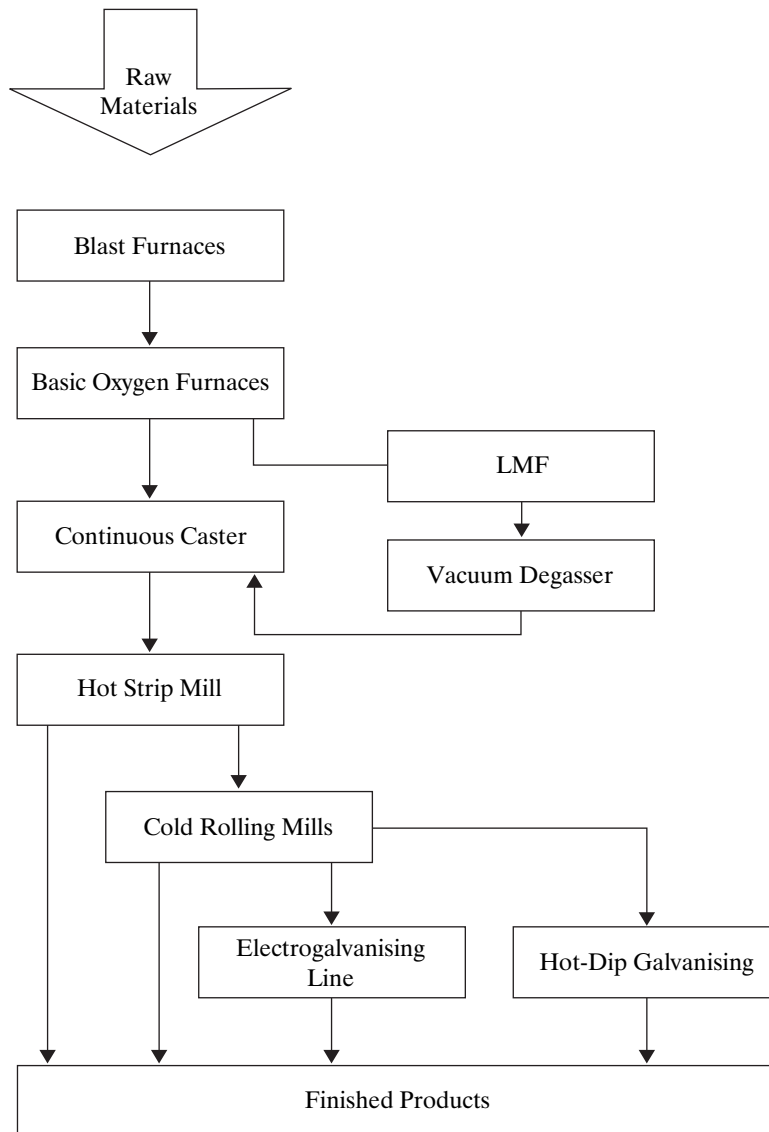 Raw
Materials
Blast Furnaces
Basic Oxygen Furnaces
LMF
Continuous Caster
Vacuum Degasser
Hot Strip Mill
Cold Rolling Mills
Electrogalvanising
Line
Hot-Dip Galvanising
Finished Products